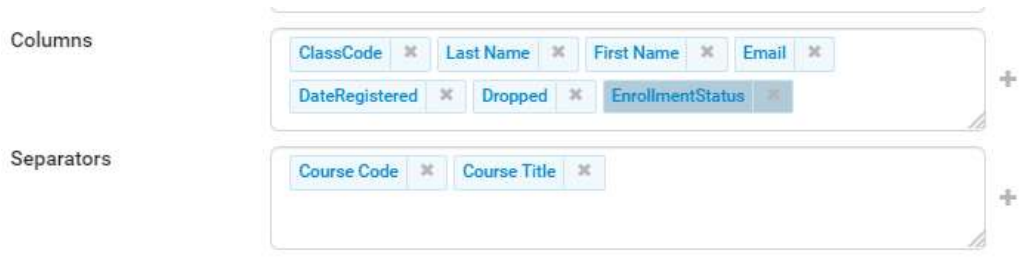 Columns
ClassCode Last Name First Name Email
DateRegistered Dropped EnrollmentStatus
Separators
Course Code Course Title